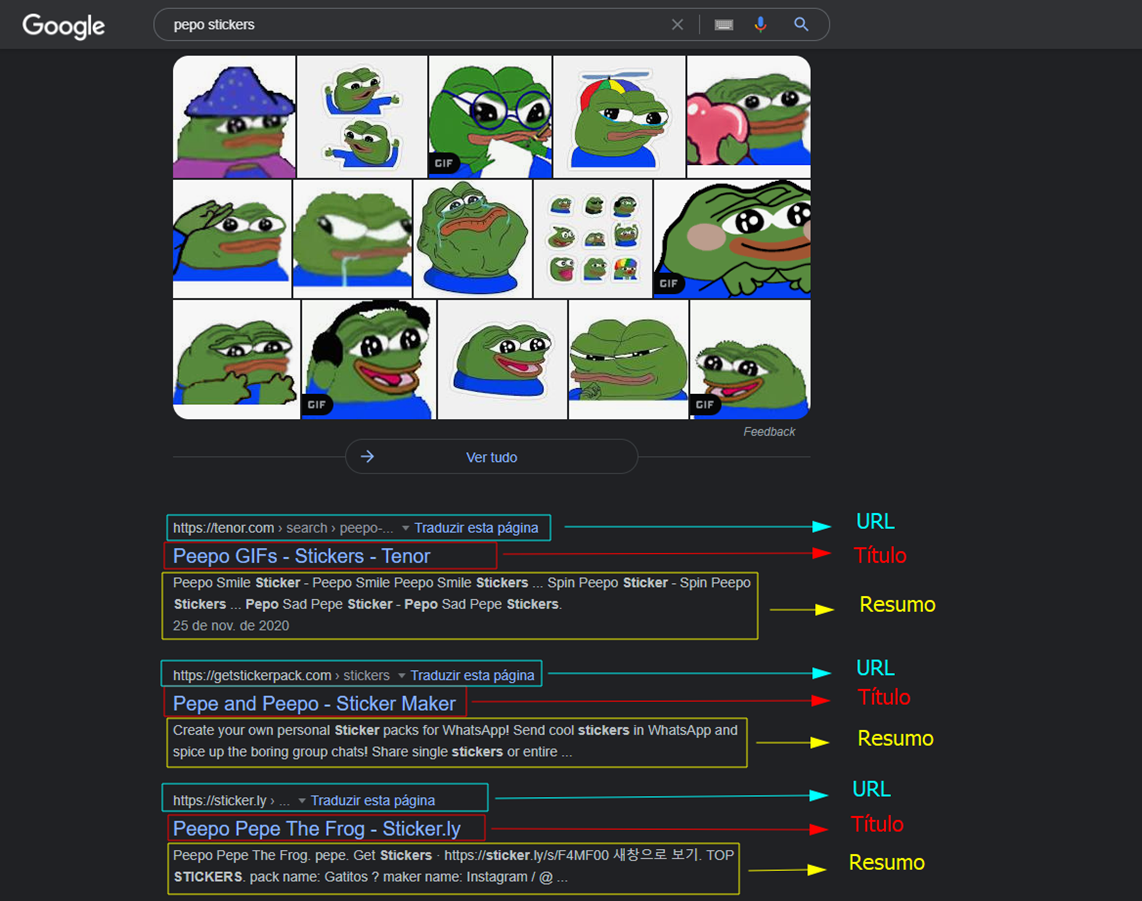 Google
pepo stickers
GIF
GIF
GIF
GIF
Feedback
Ver tudo
https://tenor.com › search › peepo-... Traduzir esta página
URL
Peepo GIFs - Stickers - Tenor
Título
Peepo Smile Sticker - Peepo Smile Peepo Smile Stickers ... Spin Peepo Sticker - Spin Peepo
Stickers ... Pepo Sad Pepe Sticker - Pepo Sad Pepe Stickers.
Resumo
25 de nov. de 2020
https://getstickerpack.com › stickers Traduzir esta página
URL
Pepe and Peepo - Sticker Maker
Título
Create your own personal Sticker packs for WhatsApp! Send cool stickers in WhatsApp and
spice up the boring group chats! Share single stickers or entire ...
Resumo
https://sticker.ly › ... Traduzir esta página
URL
Peepo Pepe The Frog - Sticker.ly
Título
Peepo Pepe The Frog. pepe. Get Stickers · https://sticker.ly/s/F4MF00 새창으로 보기. TOP
STICKERS. pack name: Gatitos ? maker name: Instagram / @ ...
Resumo